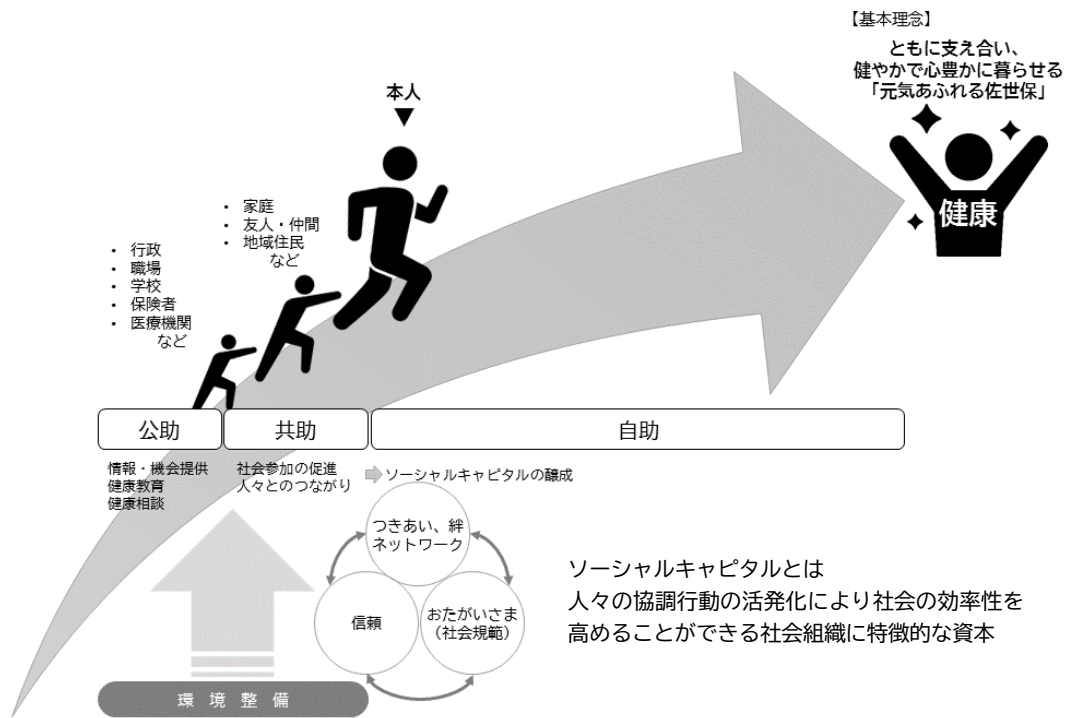 【基本理念】
ともに支え合い、
健やかで心豊かに暮らせる
「元気あふれる佐世保」
健康
本人
• 家庭
• 友人・仲間
• 地域住民
など
• 行政
• 職場
• 学校
• 保険者
• 医療機関
など
公助
共助
自助
情報・機会提供
健康教育
健康相談
社会参加の促進
人々とのつながり
ソーシャルキャピタルの醸成
つきあい、絆
ネットワーク
信頼
おたがいさま
（社会規範）
ソーシャルキャピタルとは
人々の協調行動の活発化により社会の効率性を
高めることができる社会組織に特徴的な資本
環境整備